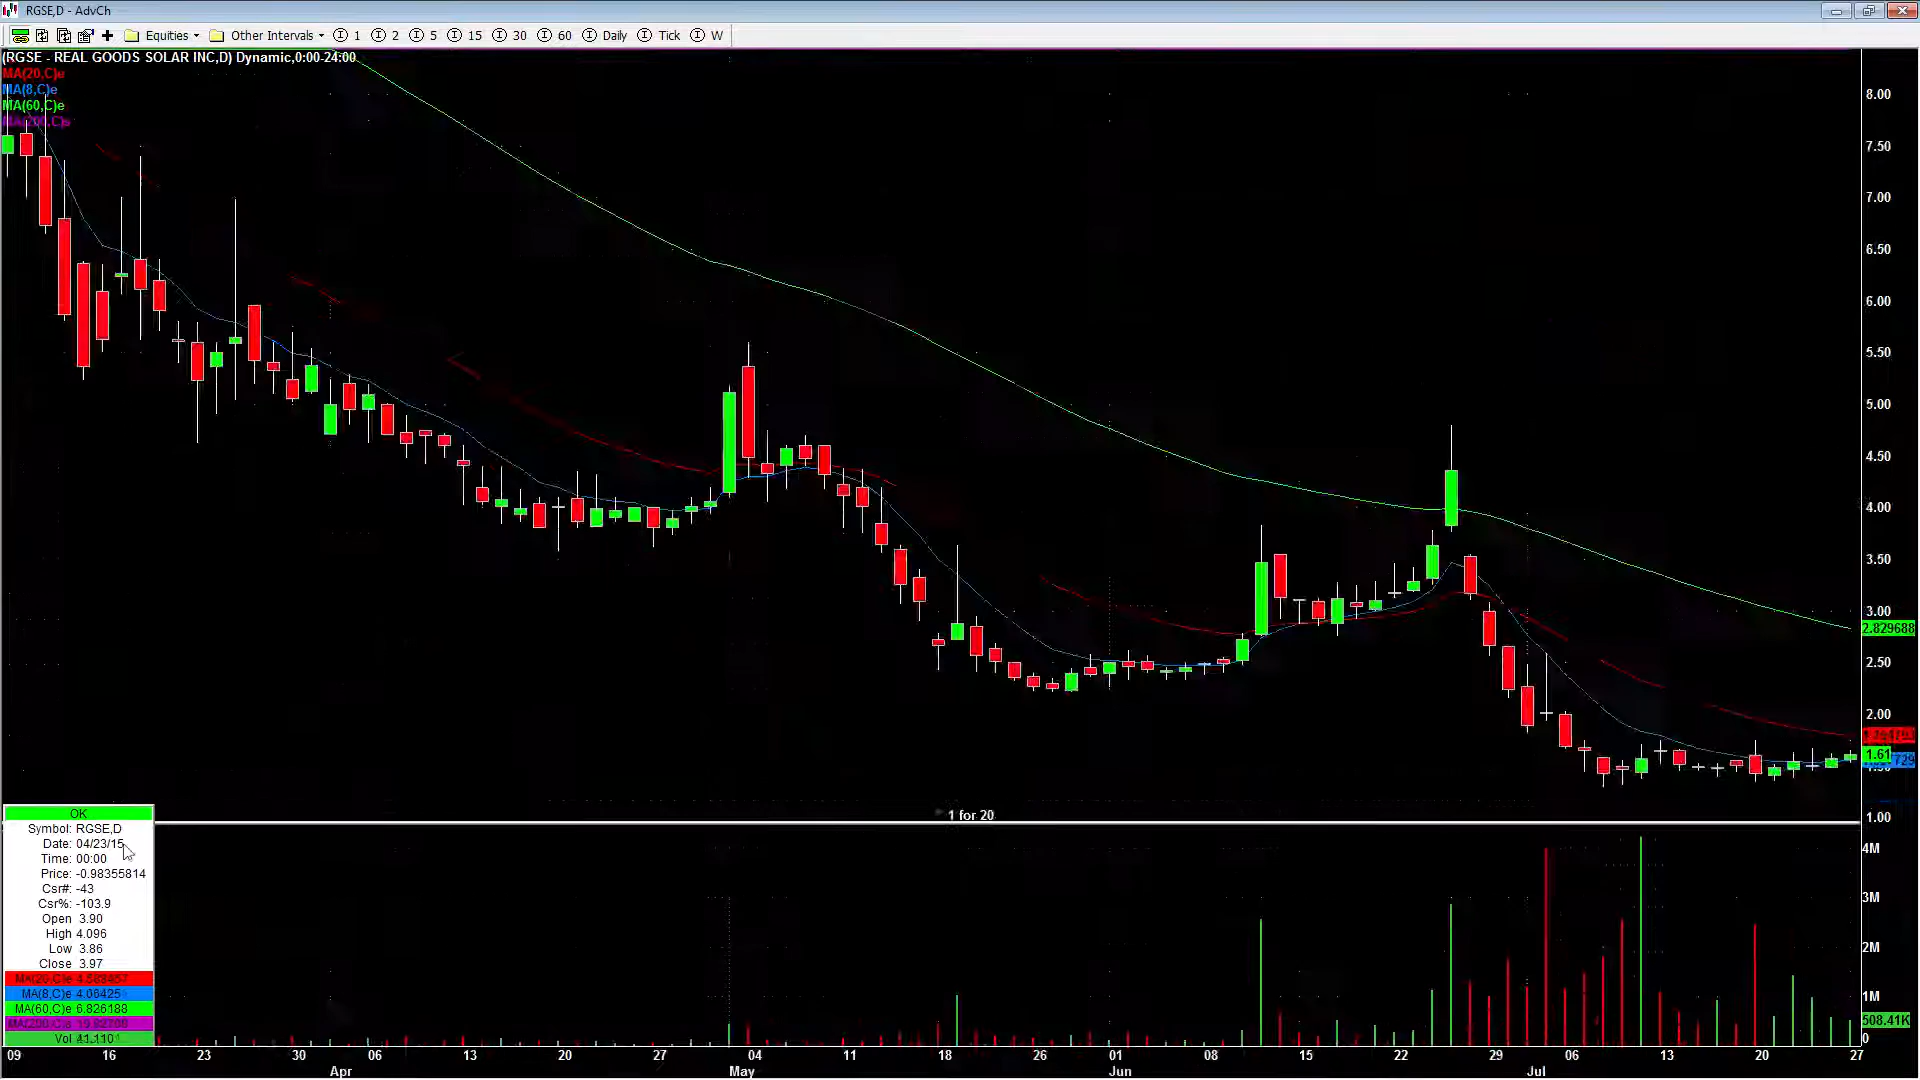 RGSE,D - AdvCh
Equities Other Intervals 1 2 5 15 30 60 Daily Tick W
(RGSE - REAL GOODS SOLAR INC,D) Dynamic,0:00-24:00
MA(20,C)e
MA(8,C)e
MA(60,C)e
MA(200,C)s
8.00
7.50
7.00
6.50
6.00
5.50
5.00
4.50
4.00
3.50
3.00
2.829688
2.50
2.00
1.61
1.00
1 for 20
OK
Symbol: RGSE,D
Date: 04/23/15
Time: 00:00
Price: -0.98355814
Csr#: -43
Csr%: -103.9
Open 3.90
High 4.096
Low 3.86
Close 3.97
MA(20,C)e
MA(8,C)e 4.06425
MA(60,C)e 6.826188
Vol
4M
3M
2M
1M
508.41K
0
09 16 23 30 06 13 20 27 04 11 18 26 01 08 15 22 29 06 13 20 27
Apr May Jun Jul